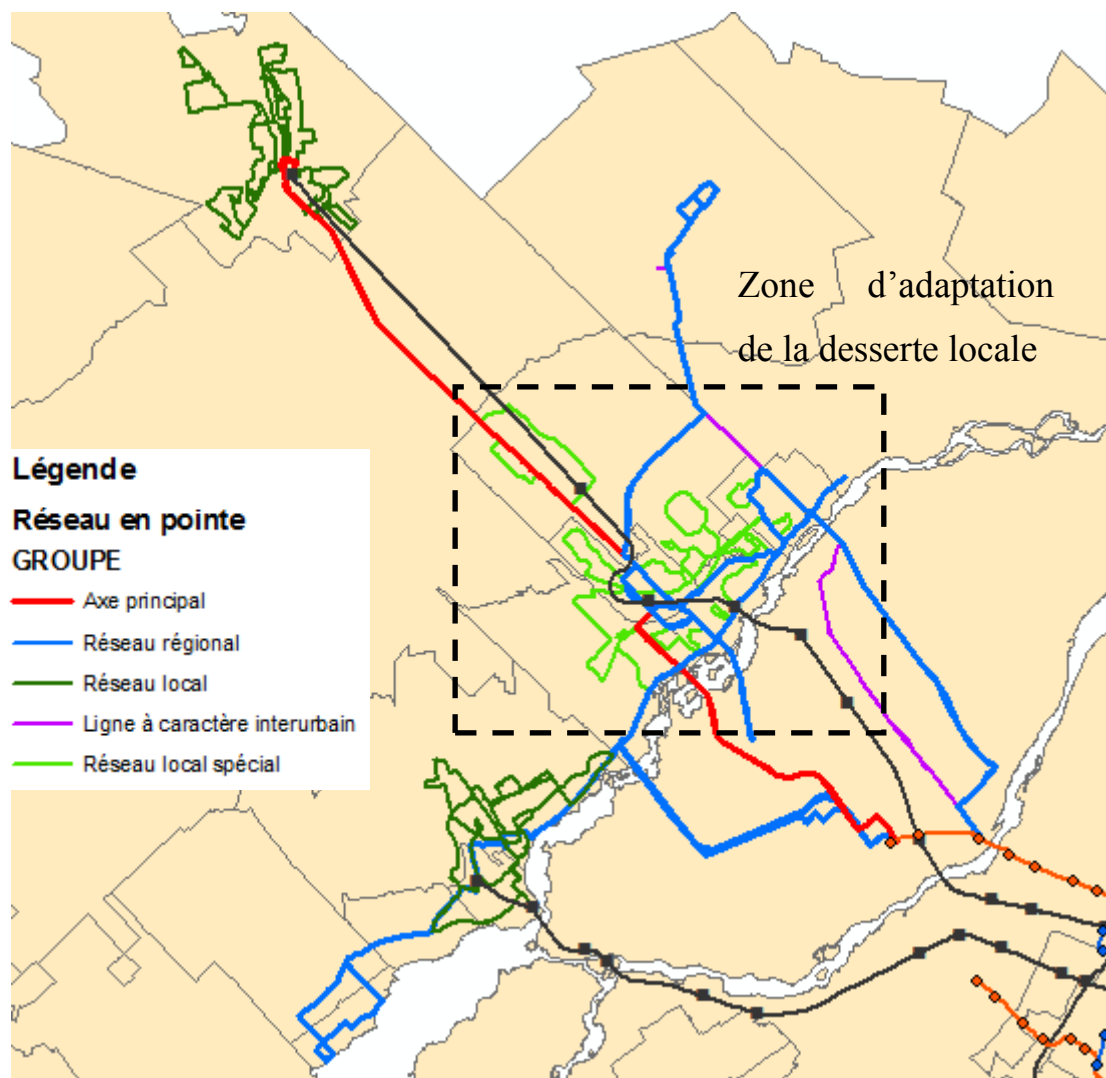 Zone d’adaptation
de la desserte locale
Légende
Réseau en pointe
GROUPE
Axe principal
Réseau régional
Réseau local
Ligne à caractère interurbain
Réseau local spécial